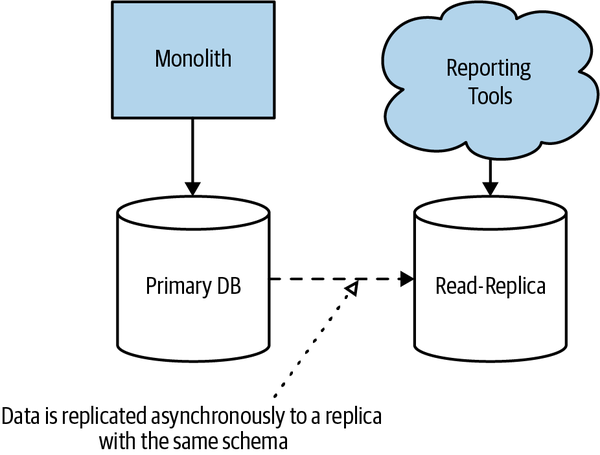 Monolith
Reporting
Tools
Primary DB
Read-Replica
Data is replicated asynchronously to a replica
with the same schema